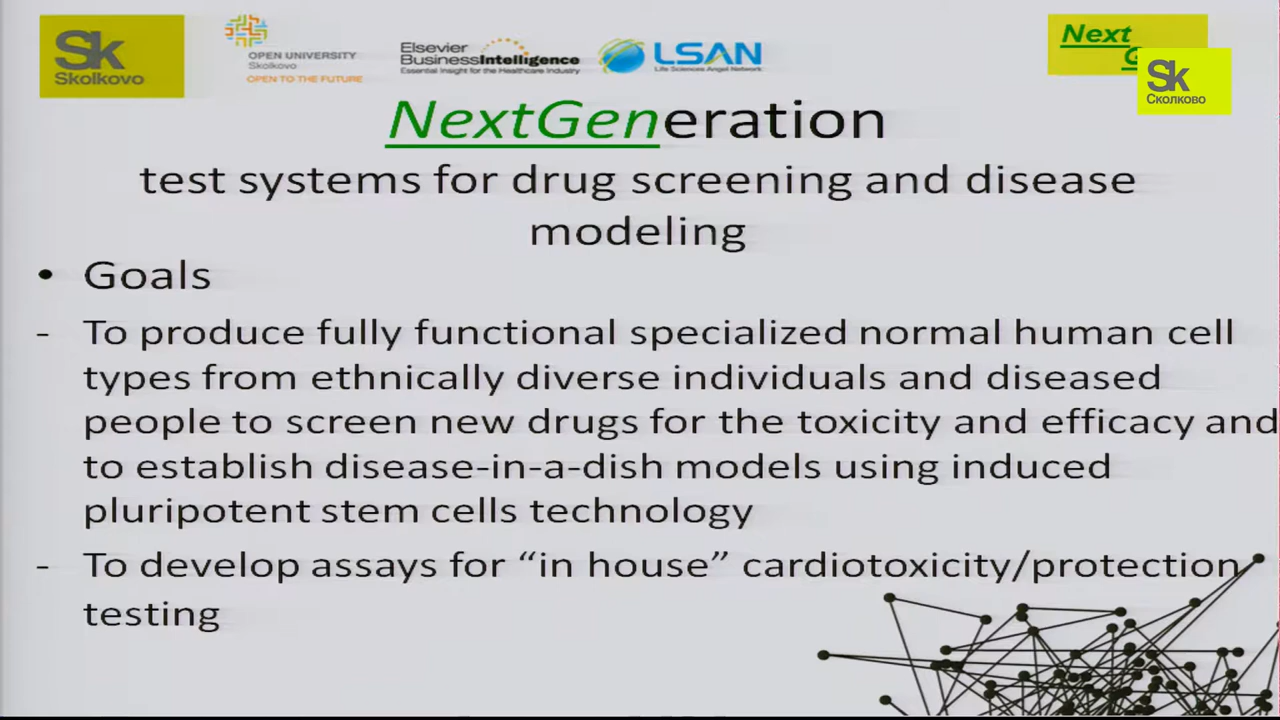 Sk
Skolkovo
OPEN UNIVERSITY
Skolkovo
OPEN TO THE FUTURE
Elsevier
BusinessIntelligence
Essential Insight for the Healthcare Industry
LSAN
Life Sciences Angel Network
Next
G
Sk
Сколково
NextGeneration
test systems for drug screening and disease
modeling
• Goals
- To produce fully functional specialized normal human cell
types from ethnically diverse individuals and diseased
people to screen new drugs for the toxicity and efficacy and
to establish disease-in-a-dish models using induced
pluripotent stem cells technology
- To develop assays for “in house” cardiotoxicity/protection
testing